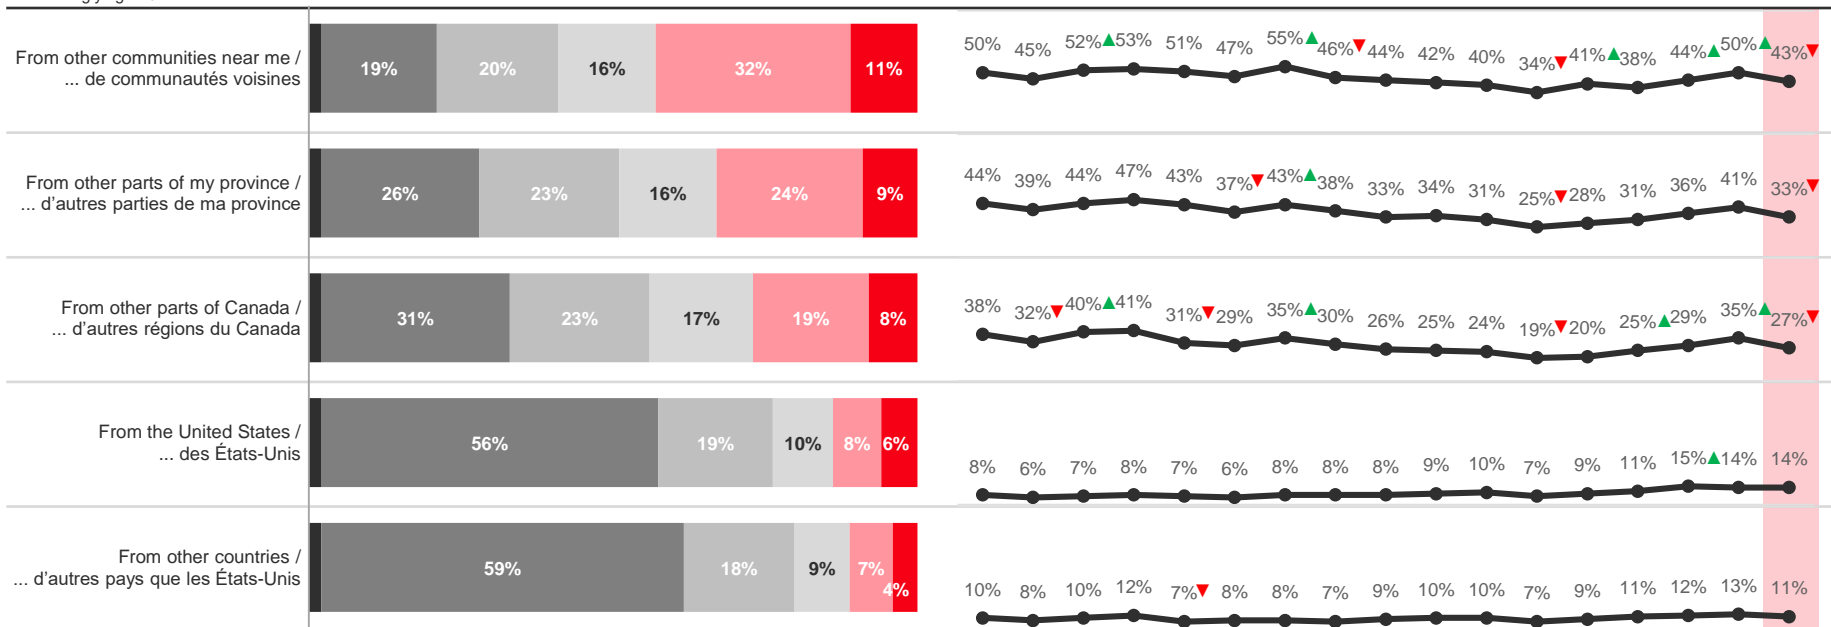 From other communities near me /
... de communautés voisines
19% 20% 16% 32% 11%
50% 45% 52% 53% 51% 47% 55% 46% 44% 42% 40% 34% 41% 38% 44% 50% 43%
From other parts of my province /
... d'autres parties de ma province
26% 23% 16% 24% 9%
44% 39% 44% 47% 43% 37% 43% 38% 33% 34% 31% 25% 28% 31% 36% 41% 33%
From other parts of Canada /
... d'autres régions du Canada
31% 23% 17% 19% 8%
38% 32% 40% 41% 31% 29% 35% 30% 26% 25% 24% 19% 20% 25% 29% 35% 27%
From the United States /
... des États-Unis
56% 19% 10% 8% 6%
8% 6% 7% 8% 7% 6% 8% 8% 8% 9% 10% 7% 9% 11% 15% 14% 14%
From other countries /
... d'autres pays que les États-Unis
59% 18% 9% 7% 4%
10% 8% 10% 12% 7% 8% 8% 7% 9% 10% 10% 7% 9% 11% 12% 13% 11%